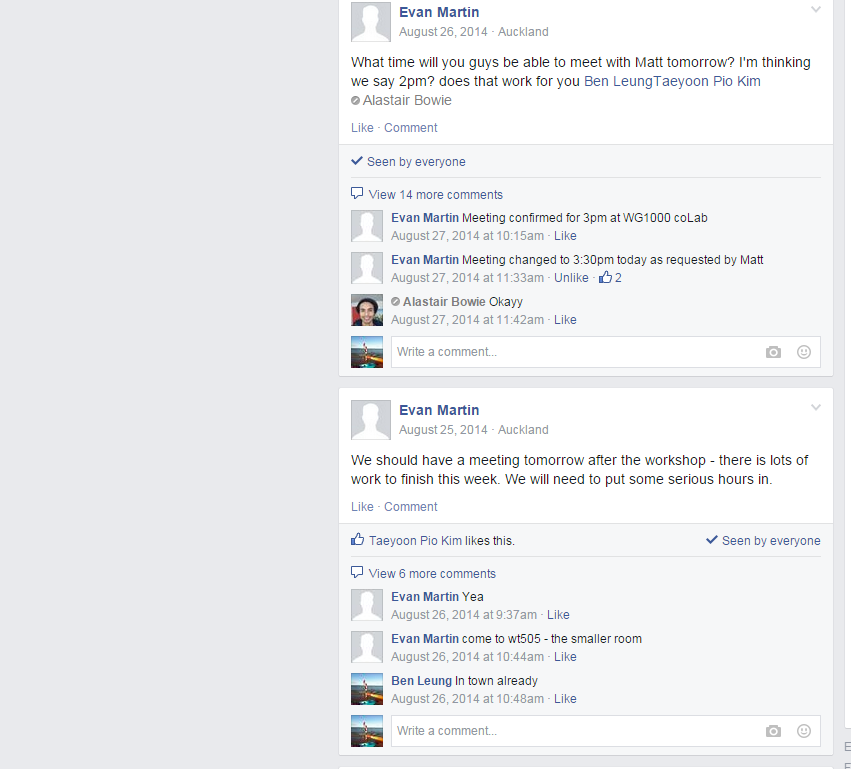 Evan Martin
August 26, 2014 · Auckland
What time will you guys be able to meet with Matt tomorrow? I'm thinking
we say 2pm? does that work for you Ben LeungTaeyoon Pio Kim
Alastair Bowie
Like · Comment
Seen by everyone
View 14 more comments
Evan Martin Meeting confirmed for 3pm at WG1000 coLab
August 27, 2014 at 10:15am · Like
Evan Martin Meeting changed to 3:30pm today as requested by Matt
August 27, 2014 at 11:33am · Unlike · 2
Alastair Bowie Okayy
August 27, 2014 at 11:42am · Like
Write a comment...
Evan Martin
August 25, 2014 · Auckland
We should have a meeting tomorrow after the workshop - there is lots of
work to finish this week. We will need to put some serious hours in.
Like · Comment
Taeyoon Pio Kim likes this.
Seen by everyone
View 6 more comments
Evan Martin Yea
August 26, 2014 at 9:37am · Like
Evan Martin come to wt505 - the smaller room
August 26, 2014 at 10:44am · Like
Ben Leung In town already
August 26, 2014 at 10:48am · Like
Write a comment...